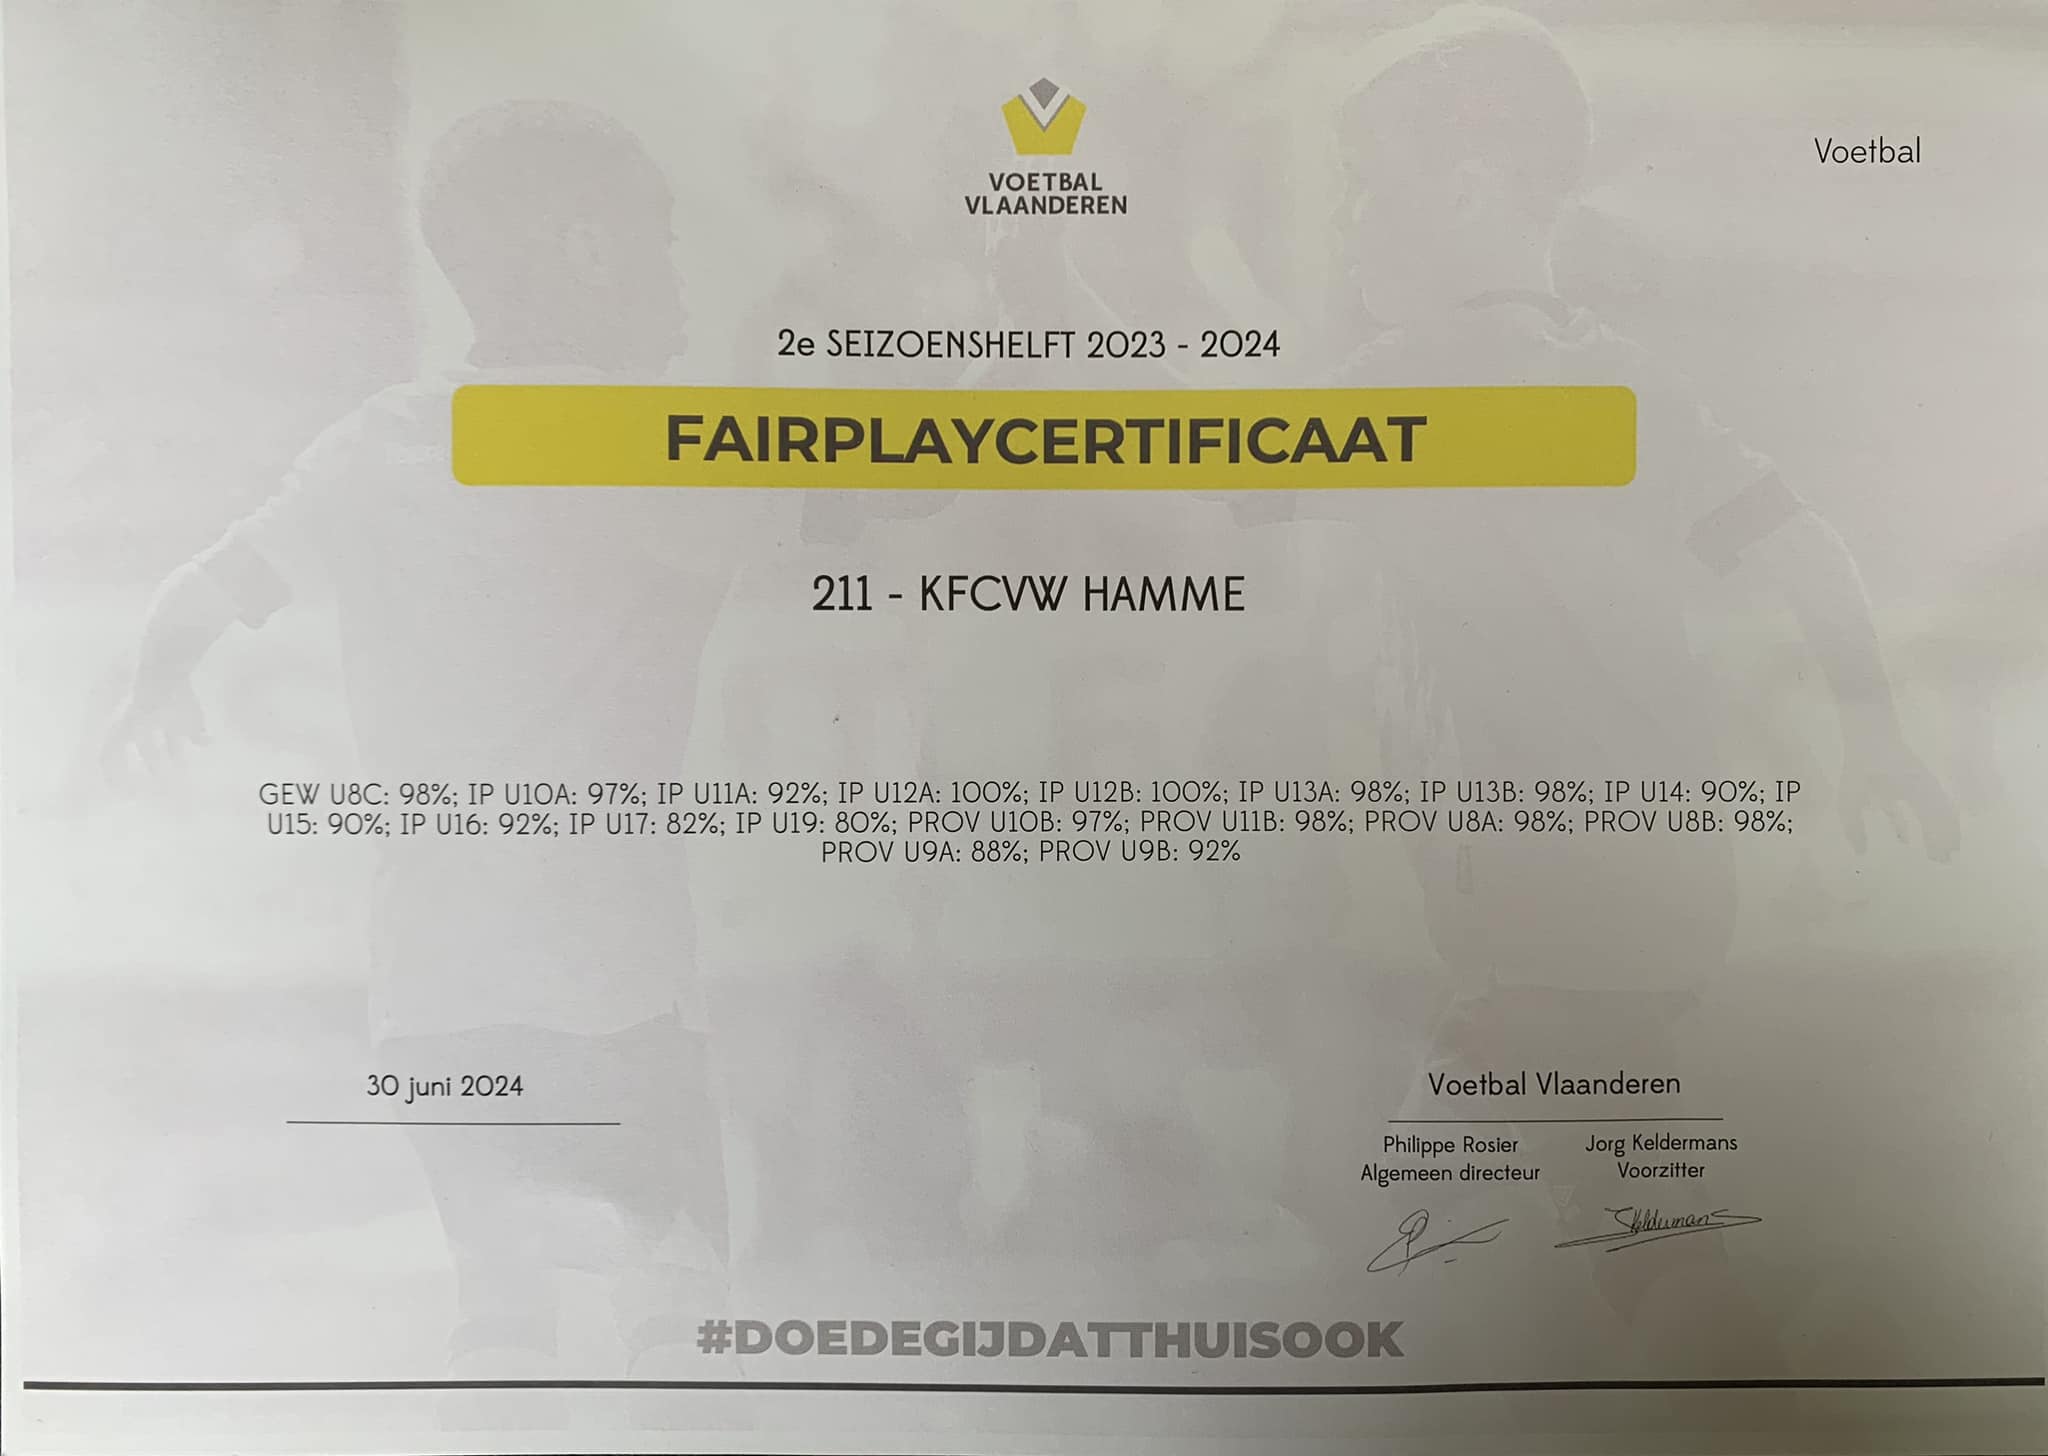 VOETBAL
VLAANDEREN
Voetbal
2e SEIZOENSHELFT 2023 - 2024
FAIRPLAYCERTIFICAAT
211 - KFCVW HAMME
GEW U8C: 98%; IP U10A: 97%; IP U11A: 92%; IP U12A: 100%; IP U12B: 100%; IP U13A: 98%; IP U13B: 98%; IP U14: 90%; IP
U15: 90%; IP U16: 92%; IP U17: 82%; IP U19: 80%; PROV U10B: 97%; PROV U11B: 98%; PROV U8A: 98%; PROV U8B: 98%;
PROV U9A: 88%; PROV U9B: 92%
30 juni 2024
Voetbal Vlaanderen
Philippe Rosier
Algemeen directeur
Jorg Keldermans
Voorzitter
#DOEDEGIJDATTHUISOOK